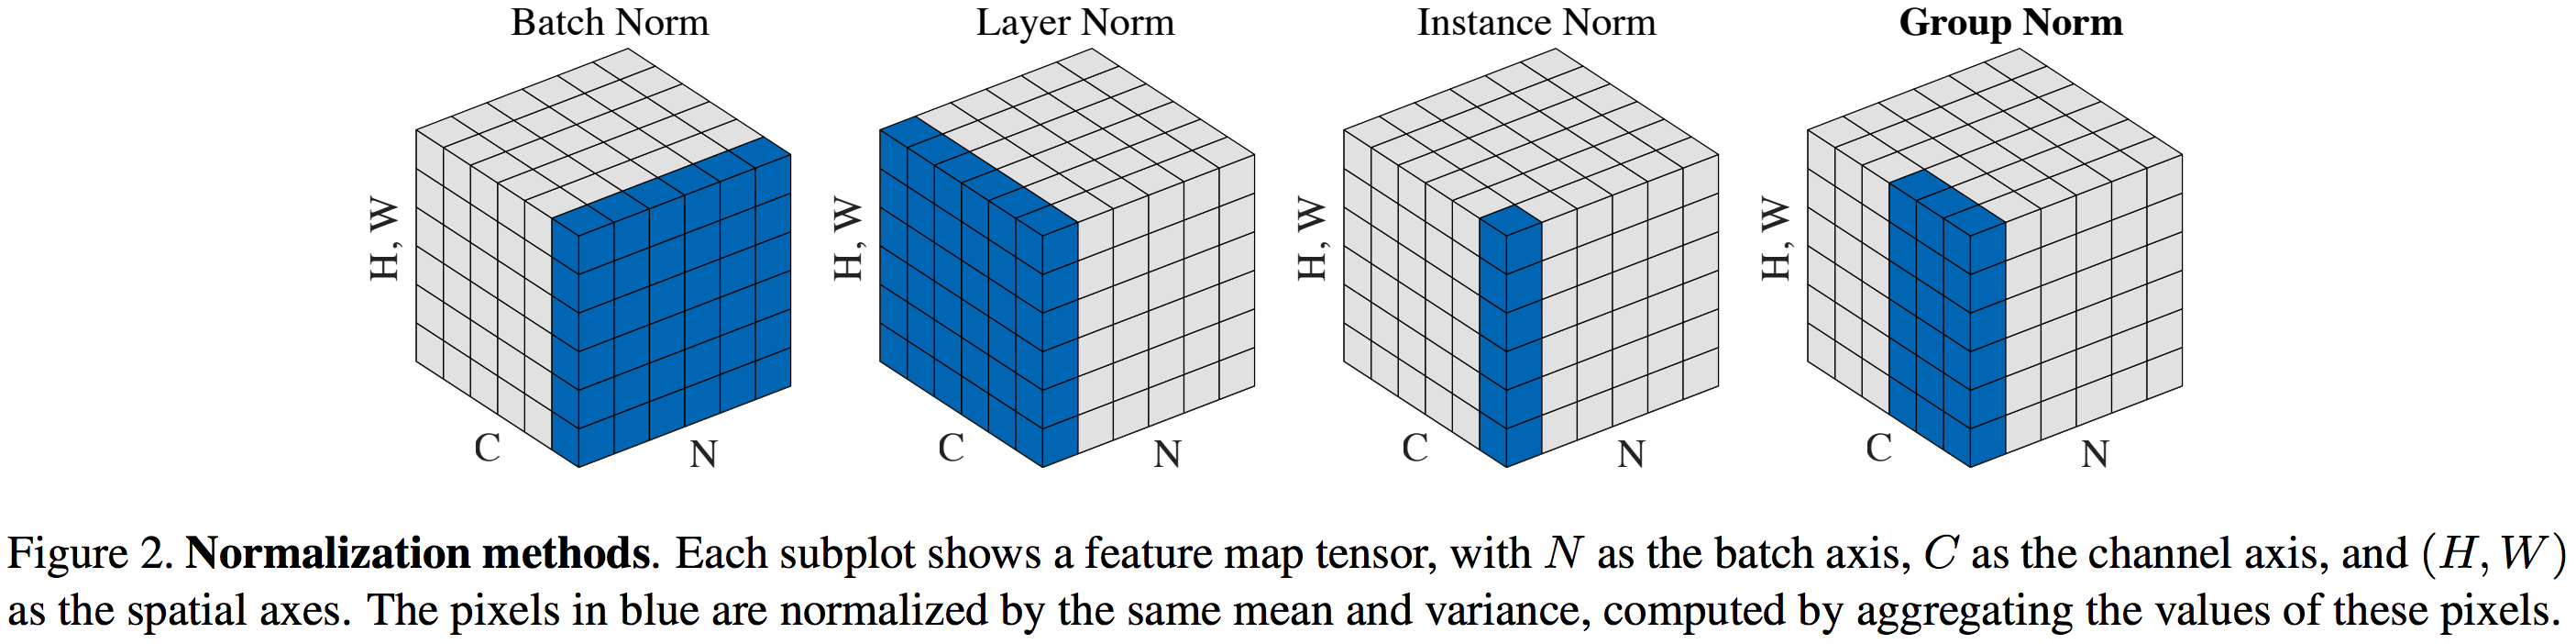 Batch Norm
Layer Norm
Instance Norm
Group Norm
H, W
C
N
H, W
C
N
H, W
C
N
H, W
C
N
Figure 2. Normalization methods. Each subplot shows a feature map tensor, with N as the batch axis, C as the channel axis, and (H, W)
as the spatial axes. The pixels in blue are normalized by the same mean and variance, computed by aggregating the values of these pixels.